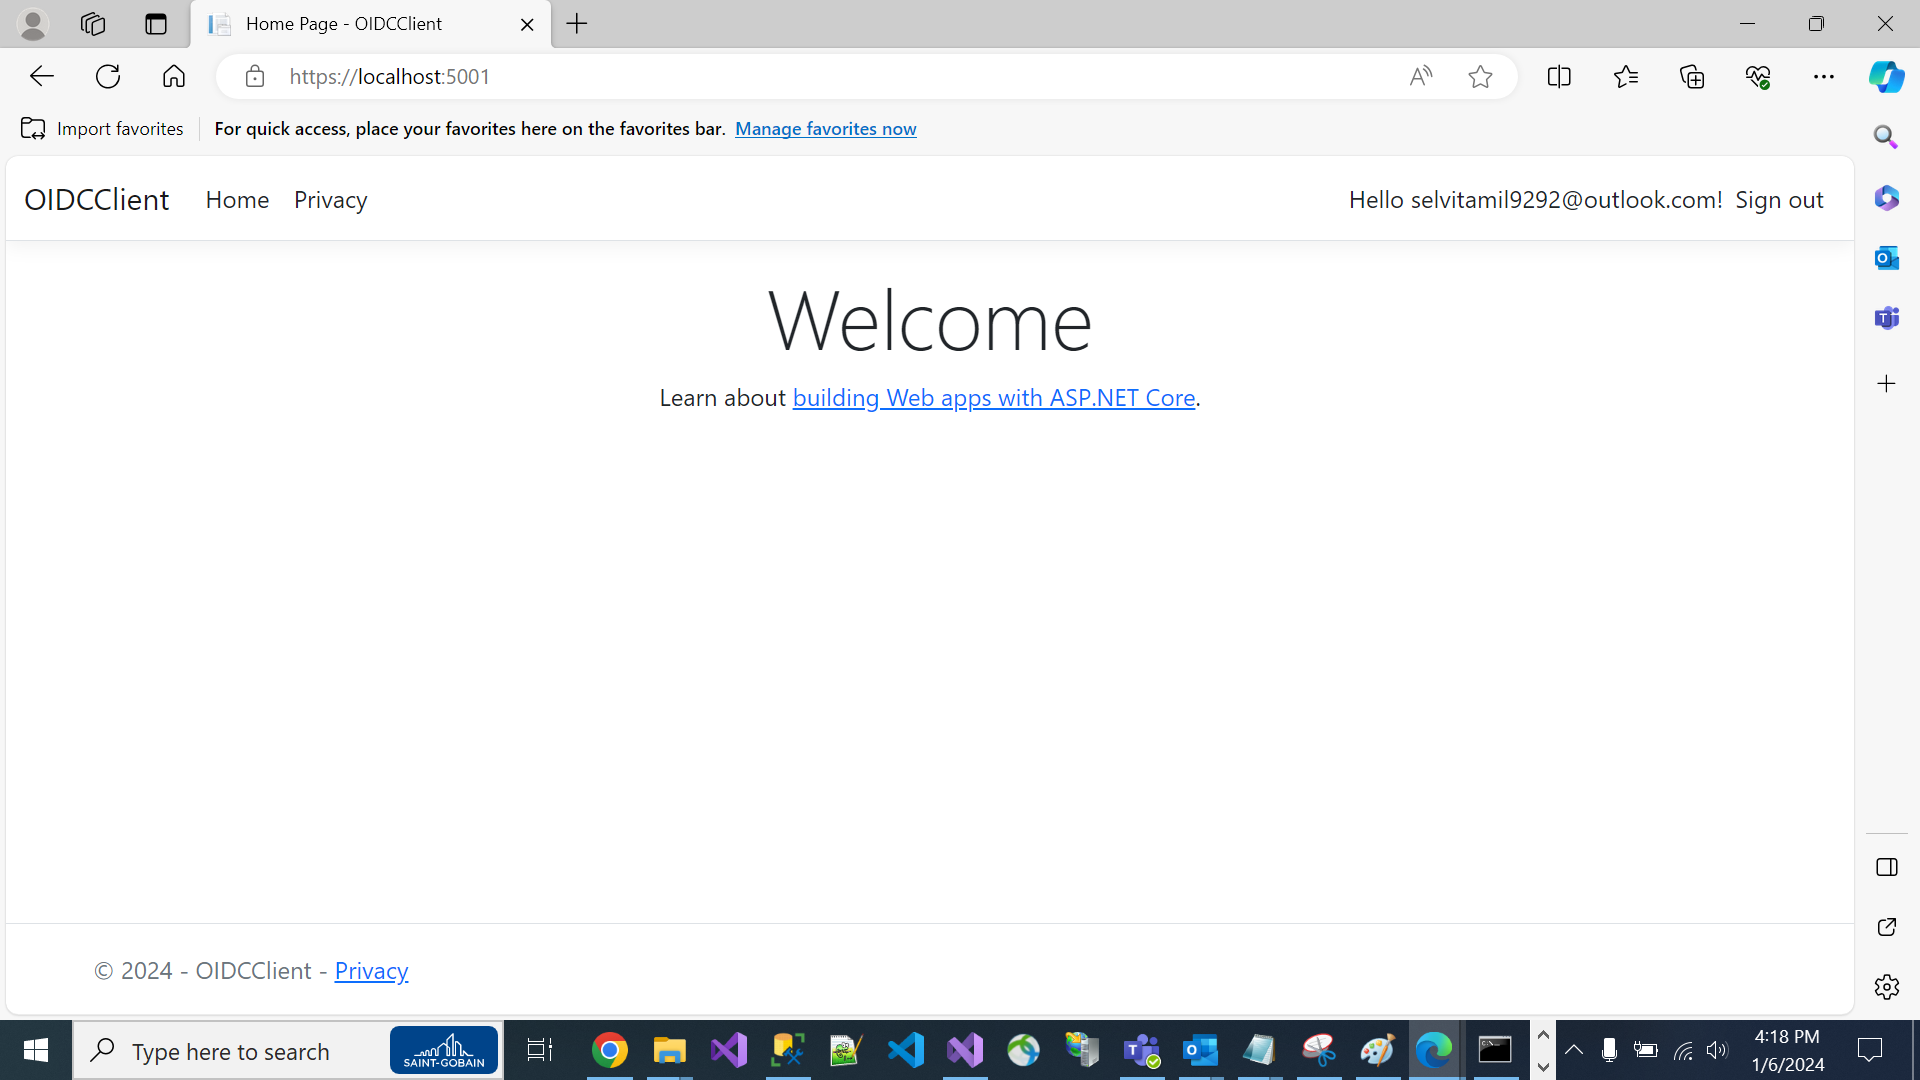 Home Page - OIDCClient
https://localhost:5001
Import favorites
For quick access, place your favorites here on the favorites bar. Manage favorites now
OIDCClient Home Privacy Hello selvitamil9292@outlook.com! Sign out
Welcome
Learn about building Web apps with ASP.NET Core.
© 2024 - OIDCClient - Privacy
Type here to search
SAINT-GOBAIN
4:18 PM
1/6/2024